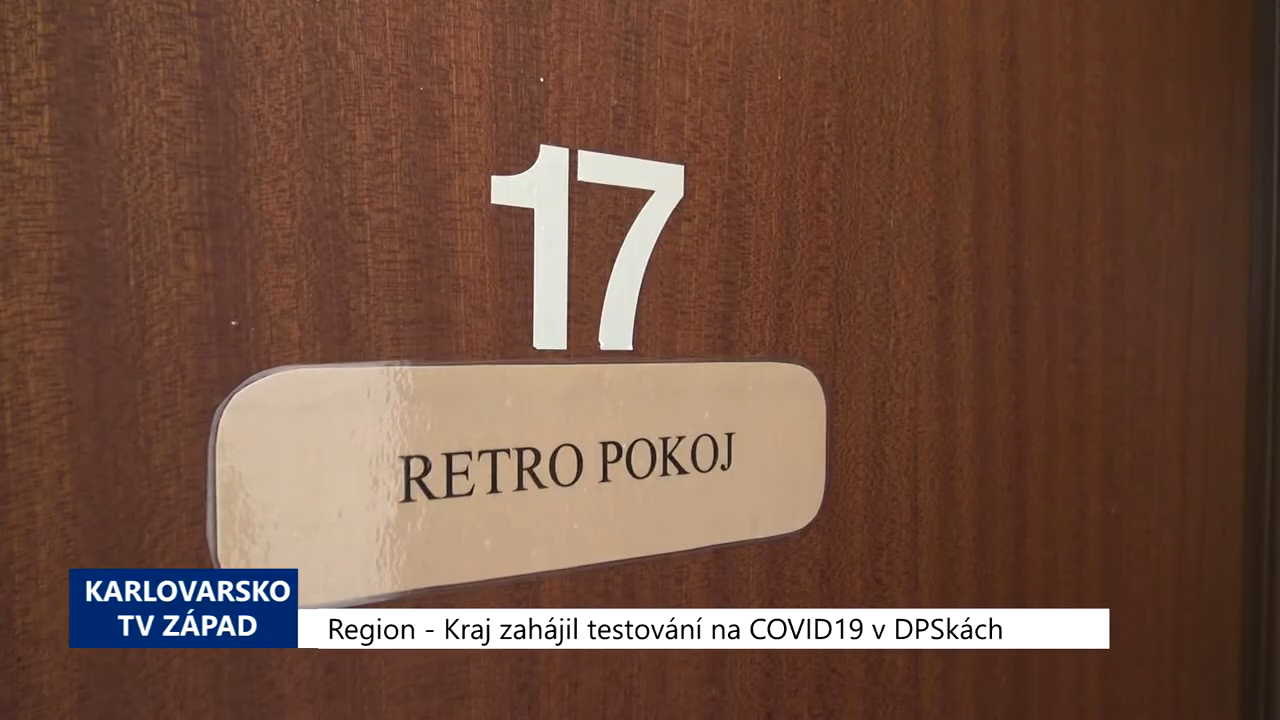 17
RETRO POKOJ
KARLOVARSKO
TV ZÁPAD
Region - Kraj zahájil testování na COVID19 v DPSkách